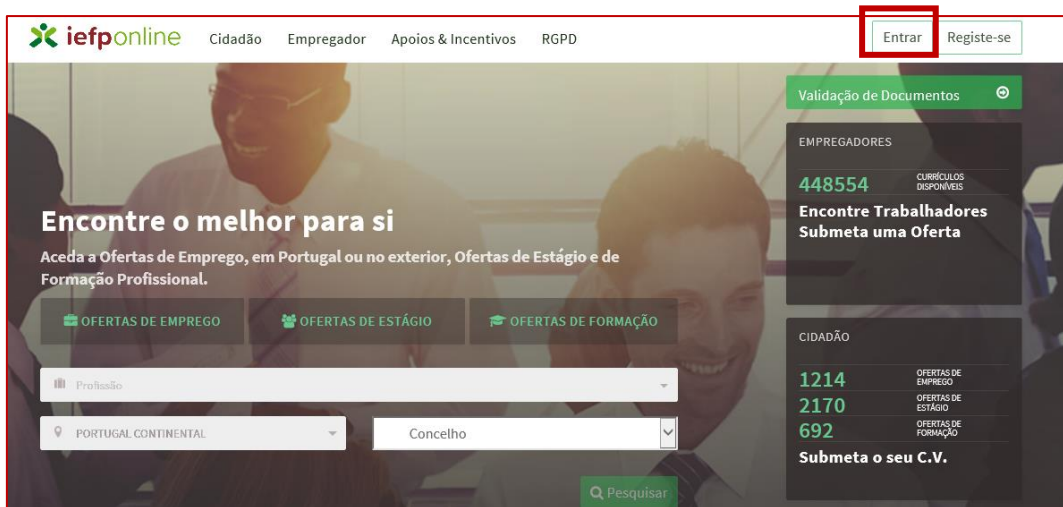 iefponline
Cidadão Empregador Apoios & Incentivos RGPD
Entrar Registe-se
Encontre o melhor para si
Aceda a Ofertas de Emprego, em Portugal ou no exterior, Ofertas de Estágio e de
Formação Profissional.
OFERTAS DE EMPREGO OFERTAS DE ESTÁGIO OFERTAS DE FORMAÇÃO
Profissão
PORTUGAL CONTINENTAL Concelho
Pesquisar
Validação de Documentos
EMPREGADORES
448554 CURRÍCULOS
DISPONÍVEIS
Encontre Trabalhadores
Submeta uma Oferta
CIDADÃO
1214 OFERTAS DE
EMPREGO
2170 OFERTAS DE
ESTÁGIO
692 OFERTAS DE
FORMAÇÃO
Submeta o seu C.V.